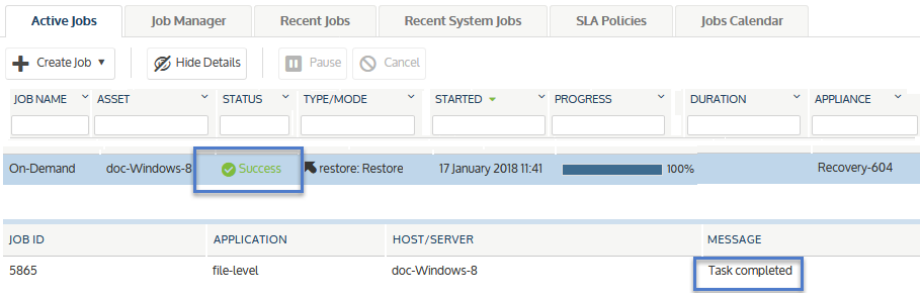 Active Jobs Job Manager Recent Jobs Recent System Jobs SLA Policies Jobs Calendar
Create Job Hide Details Pause Cancel
JOB NAME ASSET STATUS TYPE/MODE STARTED PROGRESS DURATION APPLIANCE
On-Demand doc-Windows-8 Success restore: Restore 17 January 2018 11:41 100% Recovery-604
JOB ID APPLICATION HOST/SERVER MESSAGE
5865 file-level doc-Windows-8 Task completed